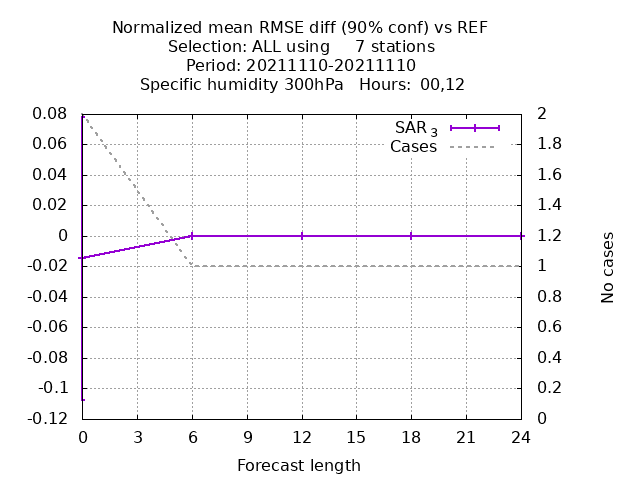 Normalized mean RMSE diff (90% conf) vs REF
Selection: ALL using     7 stations
Period: 20211110-20211110
Specific humidity 300hPa   Hours: 00,12
SAR 3
Cases
0.08
0.06
0.04
0.02
0
-0.02
-0.04
-0.06
-0.08
-0.1
-0.12
2
1.8
1.6
1.4
1.2
1
0.8
0.6
0.4
0.2
0
No cases
0 3 6 9 12 15 18 21 24
Forecast length